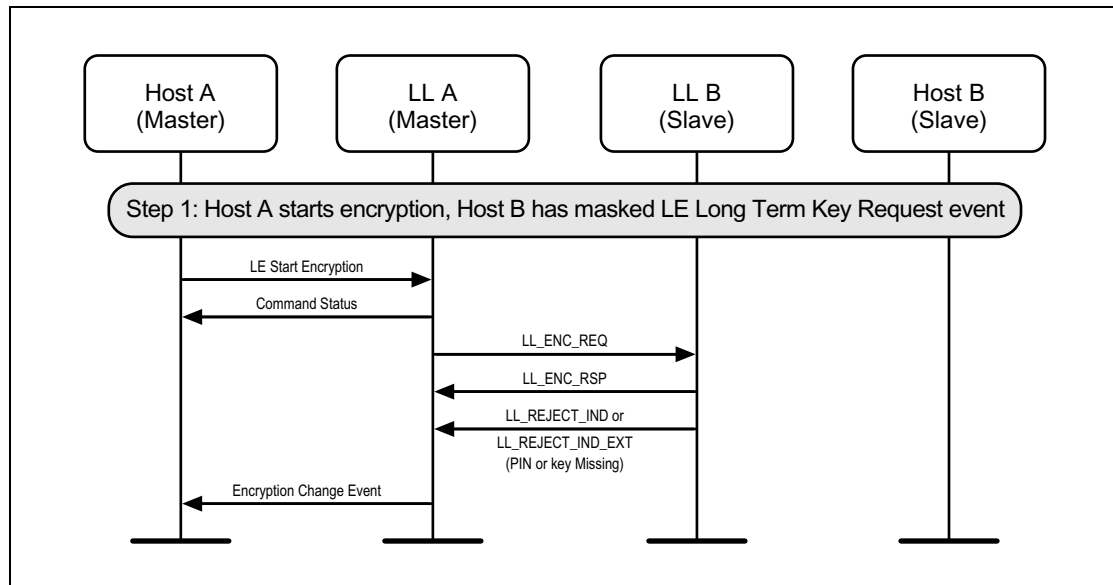 Host A
(Master)
LL A
(Master)
LL B
(Slave)
Host B
(Slave)
Step 1: Host A starts encryption, Host B has masked LE Long Term Key Request event
LE Start Encryption
Command Status
LL_ENC_REQ
LL_ENC_RSP
LL_REJECT_IND or
LL_REJECT_IND_EXT
(PIN or key Missing)
Encryption Change Event